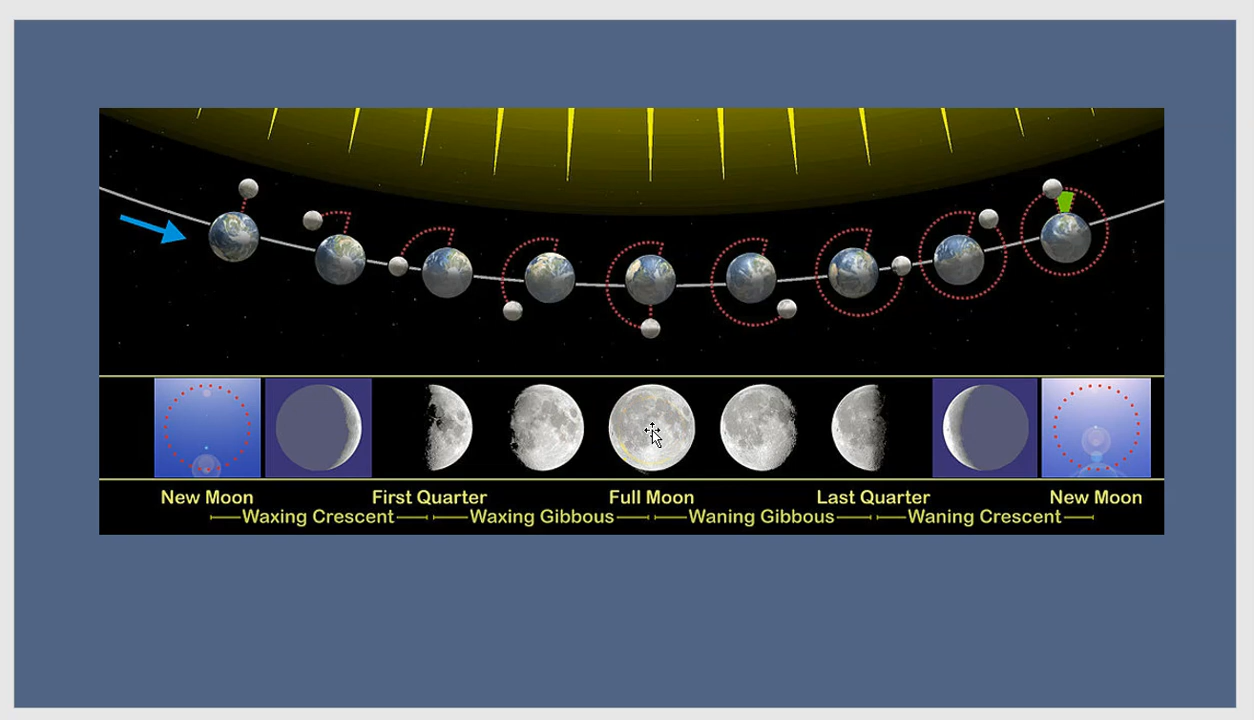 New Moon First Quarter Full Moon Last Quarter New Moon
Waxing Crescent Waxing Gibbous Waning Gibbous Waning Crescent